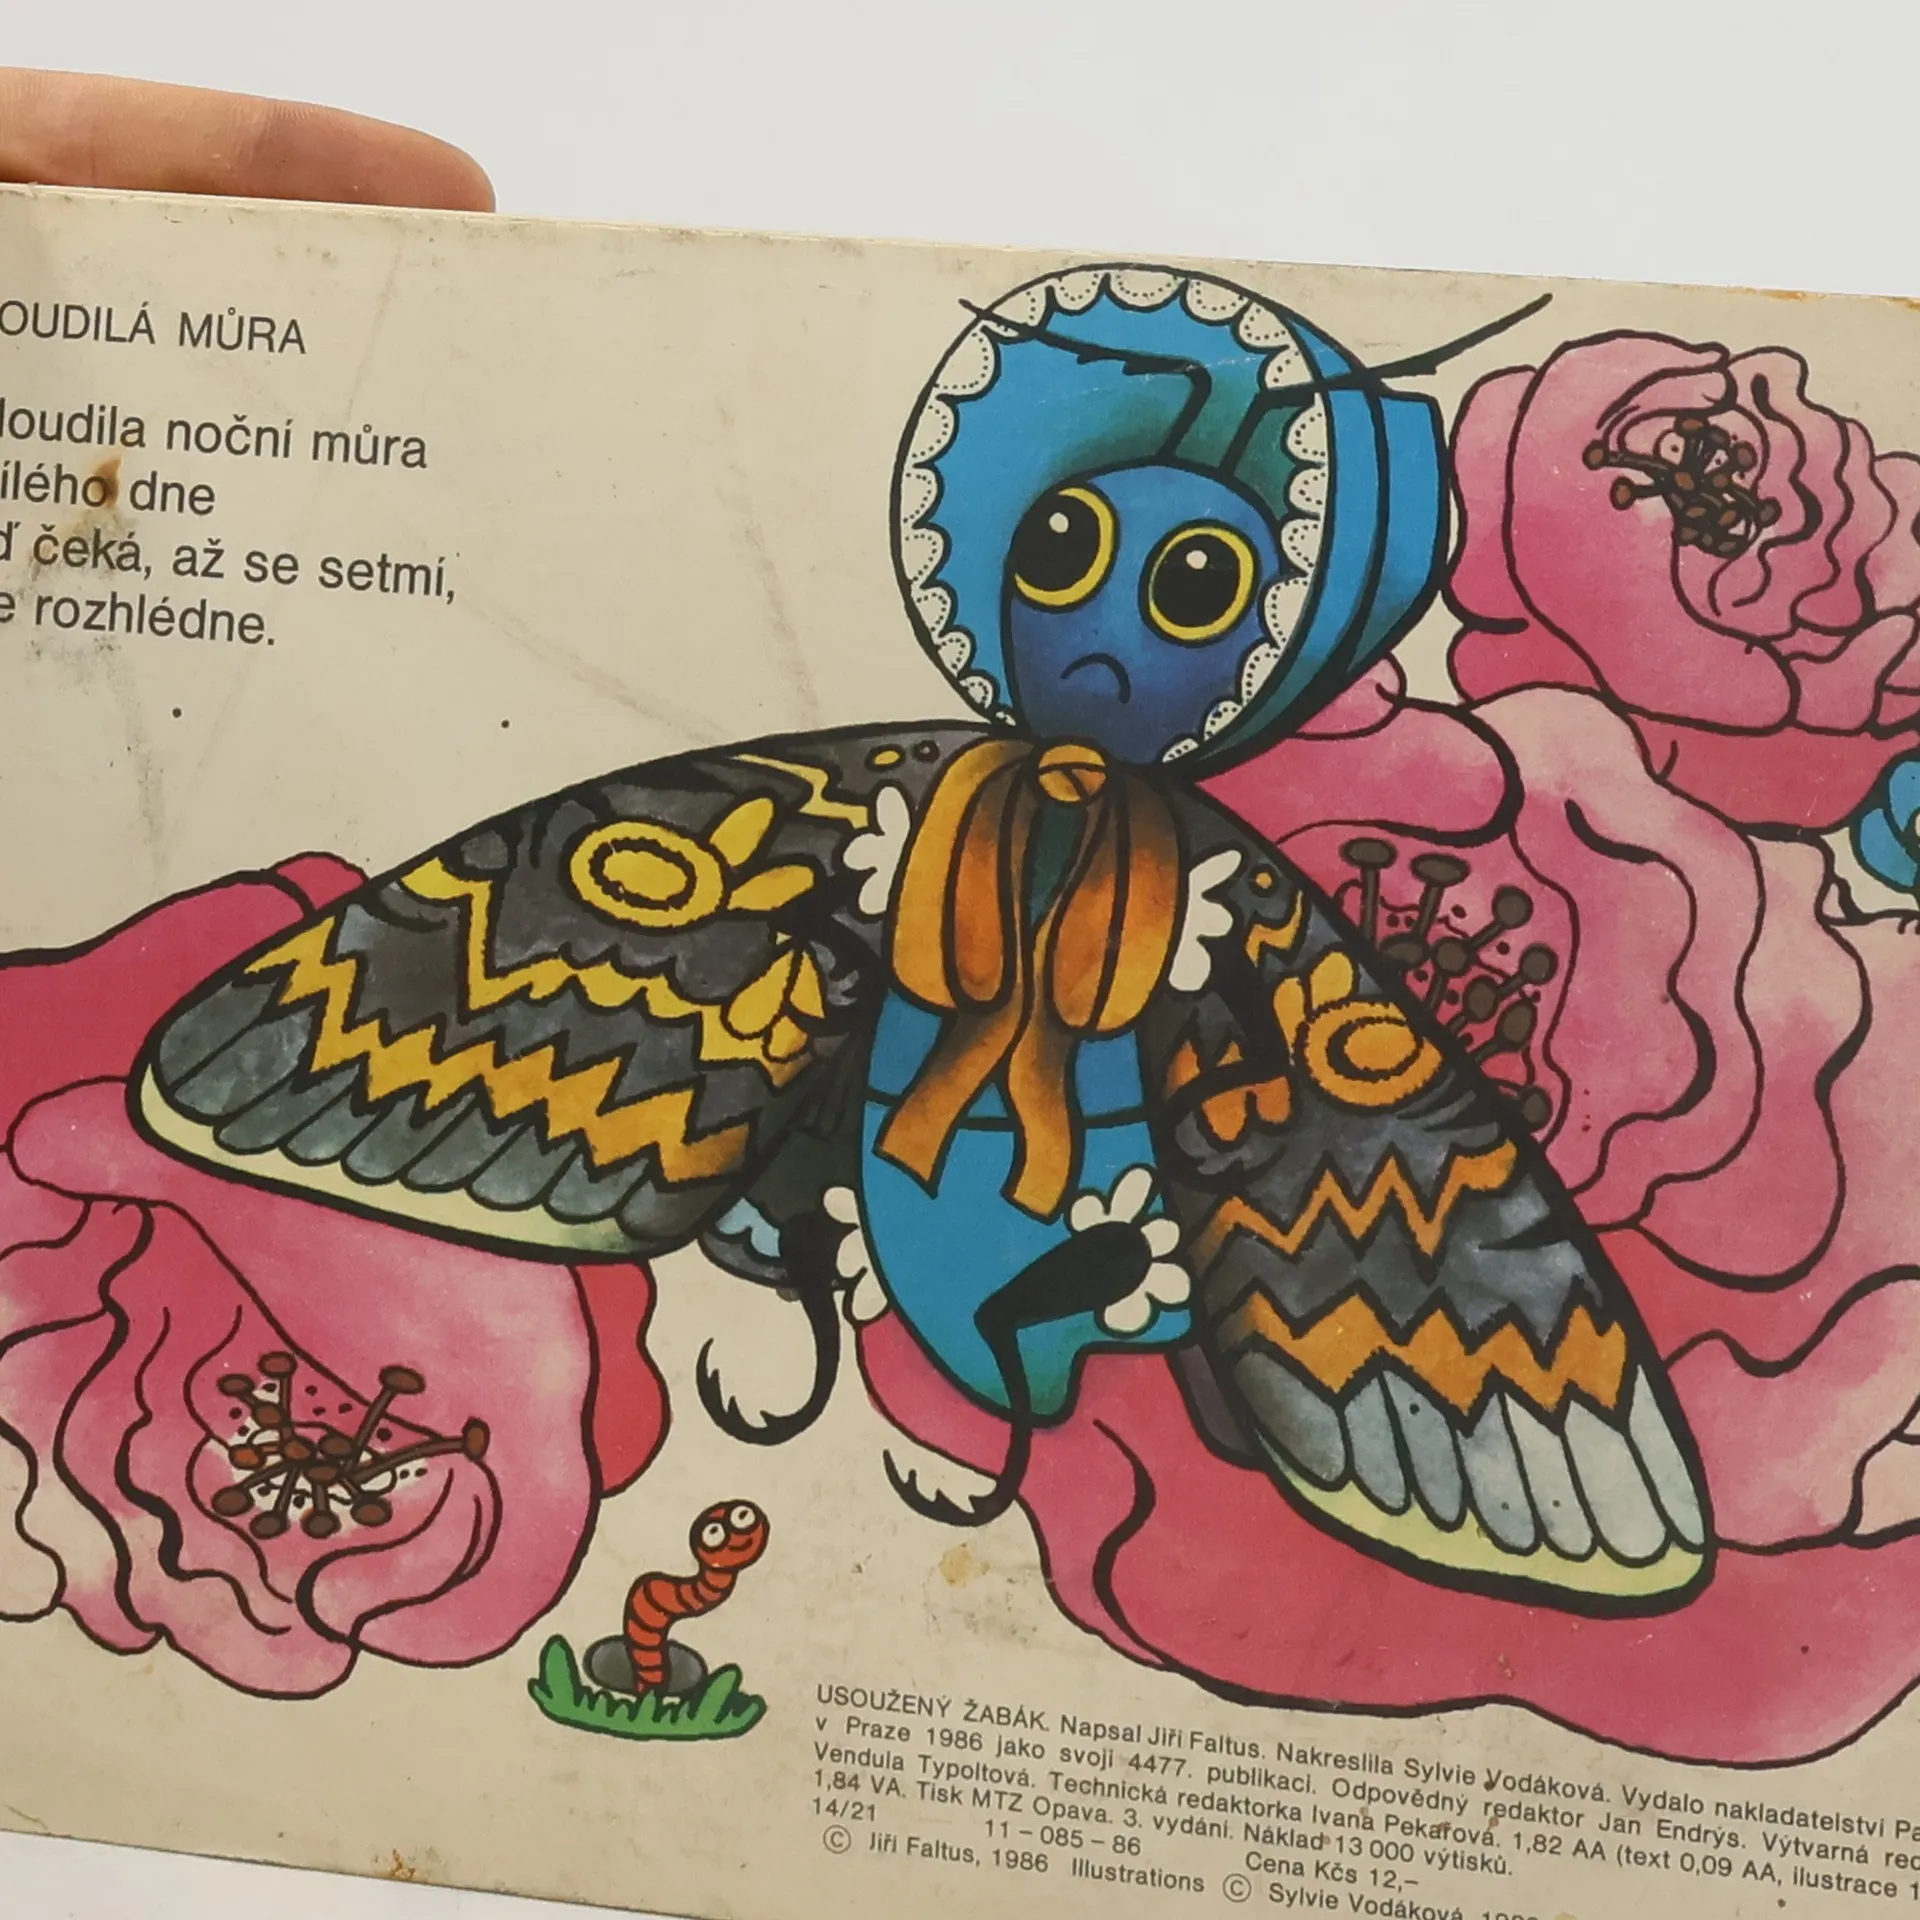 OUDILÁ MŮRA
loudila noční můra
ílého dne
ď čeká, až se setmí,
e rozhlédne.
USOUŽENÝ ŽABÁK. Napsal Jiří Faltus. Nakreslila Sylvie Vodáková. Vydalo nakladatelství Pa
v Praze 1986 jako svoji 4477. publikaci. Odpovědný redaktor Jan Endrýs. Výtvarná red
Vendula Typoltová. Technická redaktorka Ivana Pekařová. 1,82 AA (text 0,09 AA, ilustrace 1
1,84 VA. Tisk MTZ Opava. 3. vydání. Náklad 13 000 výtisků.
14/21 11 – 085 – 86 Cena Kčs 12,–
© Jiří Faltus, 1986 Illustrations © Sylvie Vodáková,